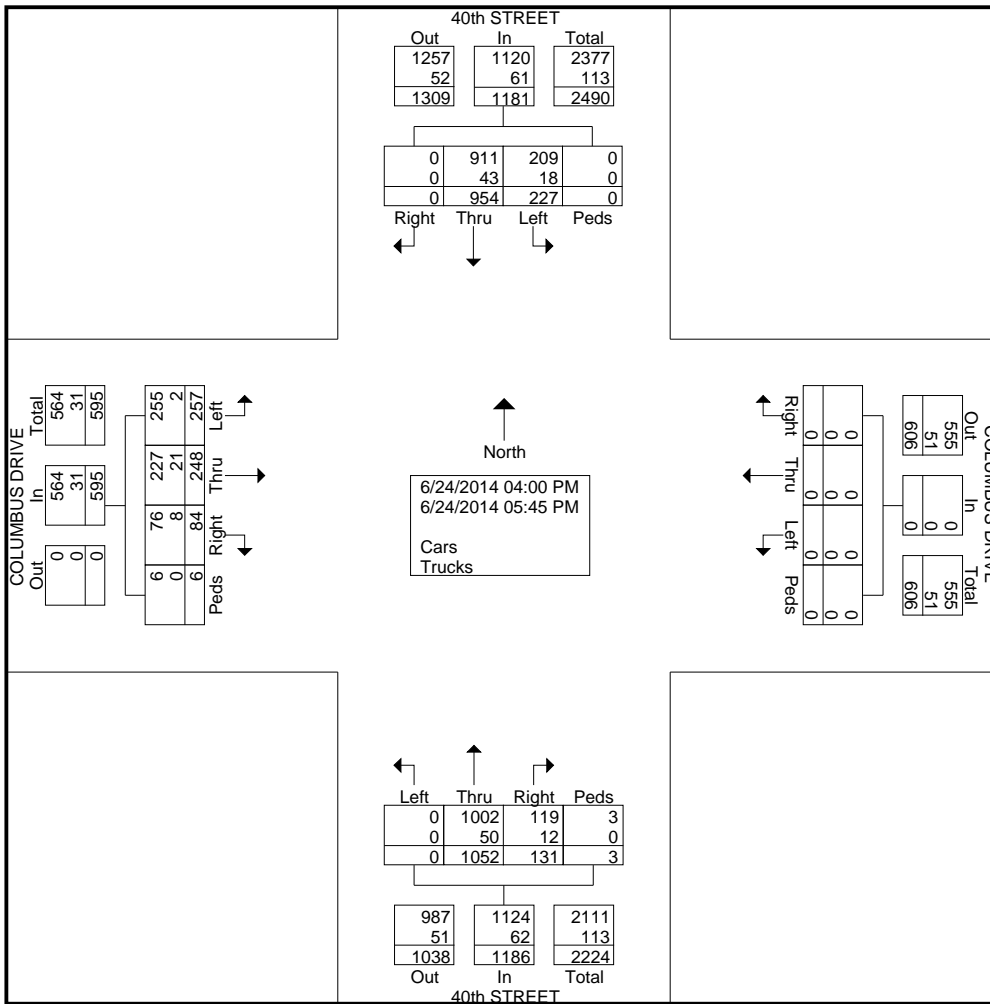 40th STREET
Out In Total
1257 1120 2377
52 61 113
1309 1181 2490
0 911 209 0
0 43 18 0
0 954 227 0
Right Thru Left Peds
COLUMBUS DRIVE
Total In Out
564 31 595
564 31 595
0 0 0
255 2 257
227 21 248
76 8 84
6 0 6
Left Thru Right Peds
North
6/24/2014 04:00 PM
6/24/2014 05:45 PM
Cars
Trucks
Right Thru Left Peds
0 0 0
0 0 0
0 0 0
0 0 0
Out In Total
555 51 606
0 0 0
555 51 606
COLUMBUS DRIVE
Left Thru Right Peds
0 1002 119 3
0 50 12 0
0 1052 131 3
987 1124 2111
51 62 113
1038 1186 2224
Out In Total
40th STREET